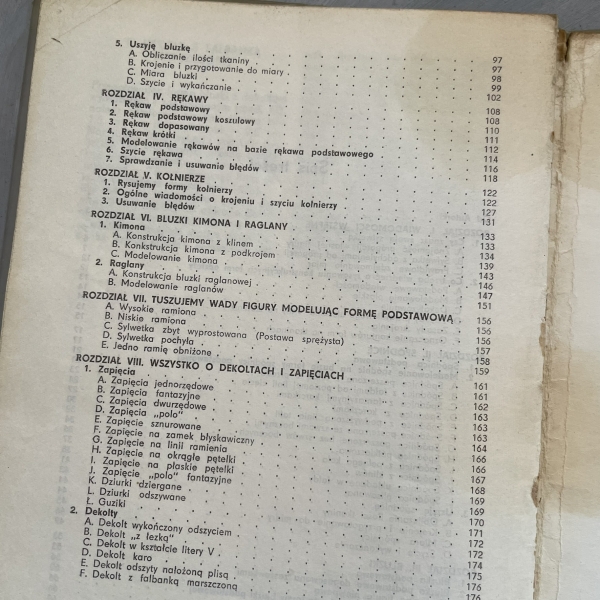 5. Uszyję bluzkę . . . 97
A. Obliczanie ilości tkaniny . . . 97
B. Krojenie i przygotowanie do miary . . . 98
C. Miara bluzki . . . 99
D. Szycie i wykańczanie . . . 102
ROZDZIAŁ IV. RĘKAWY . . . 108
1. Rękaw podstawowy . . . 108
2. Rękaw podstawowy koszulowy . . . 110
3. Rękaw dopasowany . . . 111
4. Rękaw krótki . . . 112
5. Modelowanie rękawów na bazie rękawa podstawowego . . . 114
6. Szycie rękawa . . . 116
7. Sprawdzanie i usuwanie błędów . . . 118
ROZDZIAŁ V. KOŁNIERZE . . . 122
1. Rysujemy formy kołnierzy . . . 122
2. Ogólne wiadomości o krojeniu i szyciu kołnierzy . . . 127
3. Usuwanie błędów . . . 131
ROZDZIAŁ VI. BLUZKI KIMONA I RAGLANY . . . 133
1. Kimona . . . 133
A. Konstrukcja kimona z klinem . . . 134
B. Konkstrukcja kimona z podkrojem . . . 139
C. Modelowanie kimona . . . 143
2. Raglany . . . 146
A. Konstrukcja bluzki raglanowej . . . 147
B. Modelowanie raglanów . . . 151
ROZDZIAŁ VII. TUSZUJEMY WADY FIGURY MODELUJĄC FORMĘ PODSTAWOWĄ . 156
A. Wysokie ramiona . . . 156
B. Niskie ramiona . . . 156
C. Sylwetka zbyt wyprostowana (Postawa sprężysta) . . . 157
D. Sylwetka pochyla . . . 158
E. Jedno ramię obniżone . . . 159
ROZDZIAŁ VIII. WSZYSTKO O DEKOLTACH I ZAPIĘCIACH . . . 161
1. Zapięcia . . . 161
A. Zapięcia jednorzędowe . . . 162
B. Zapięcia fantazyjne . . . 163
C. Zapięcia dwurzędowe . . . 163
D. Zapięcia „polo" . . . 164
E. Zapięcie sznurowane . . . 166
F. Zapięcie na zamek błyskawiczny . . . 166
G. Zapięcie na linii ramienia . . . 167
H. Zapięcie na okrągłe pętelki . . . 168
I. Zapięcie na płaskie pętelki . . . 169
J. Zapięcie „polo" fantazyjne . . . 169
K. Dziurki dziergane . . . 170
L. Dziurki odszywane . . . 171
Ł. Guziki . . . 172
2. Dekolty . . . 172
A. Dekolt wykończony odszyciem . . . 174
B. Dekolt „z łezką" . . . 175
C. Dekolt w kształcie litery V . . . 176
D. Dekolt karo . . . 176
E. Dekolt odszyty nałożoną plisą . . .
F. Dekolt z falbanką marszczoną